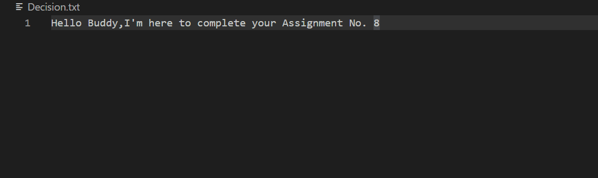 Decision.txt
1 Hello Buddy,I'm here to complete your Assignment No. 8